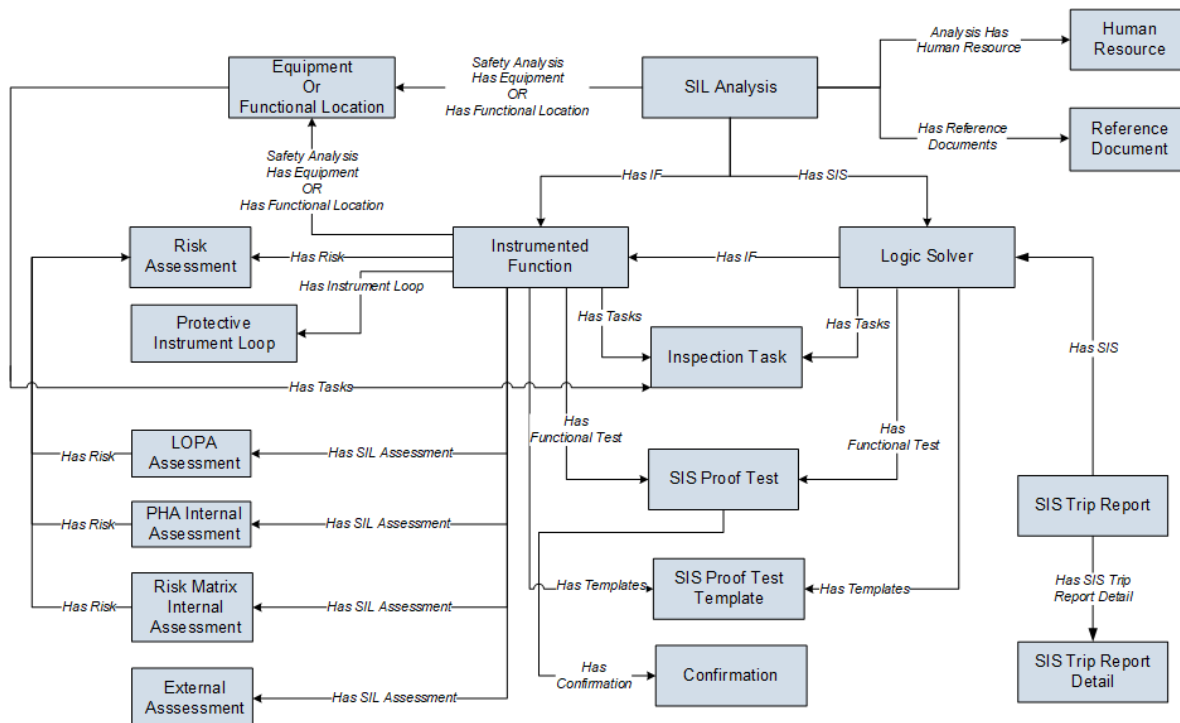 Human
Resource
Analysis Has
Human Resource
Equipment
Or
Functional Location
Safety Analysis
Has Equipment
OR
Has Functional Location
SIL Analysis
Has Reference
Documents
Reference
Document
Safety Analysis
Has Equipment
OR
Has Functional Location
Has IF
Has SIS
Risk
Assessment
Has Risk
Instrumented
Function
Has IF
Logic Solver
Has Instrument Loop
Protective
Instrument Loop
Has Tasks
Has Tasks
Inspection Task
Has SIS
Has Tasks
Has
Functional Test
Has
Functional Test
LOPA
Assessment
Has Risk
Has SIL Assessment
SIS Proof Test
SIS Trip Report
PHA Internal
Assessment
Has Risk
Has SIL Assessment
Has SIS Trip
Report Detail
Risk Matrix
Internal
Assessment
Has Risk
Has SIL Assessment
Has Templates
SIS Proof Test
Template
Has Templates
Has
Confirmation
Confirmation
SIS Trip Report
Detail
External
Asssessment
Has SIL Assessment